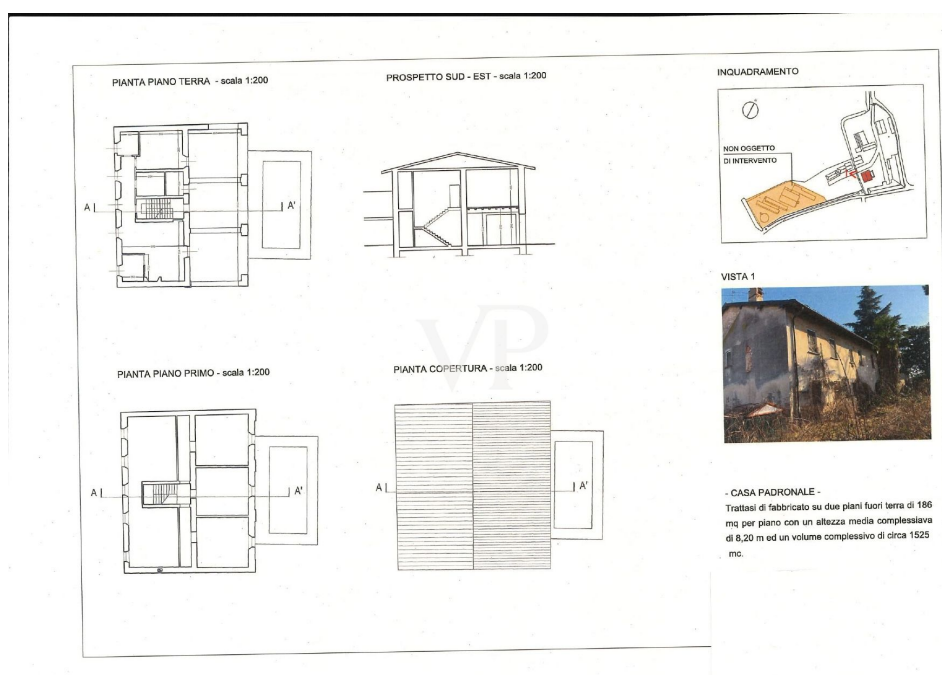 PIANTA PIANO TERRA - scala 1:200
PROSPETTO SUD - EST - scala 1:200
INQUADRAMENTO
NON OGGETTO
DI INTERVENTO
A
A'
VISTA 1
VP
PIANTA PIANO PRIMO - scala 1:200
PIANTA COPERTURA - scala 1:200
A
A'
A
A'
- CASA PADRONALE -
Trattasi di fabbricato su due piani fuori terra di 186
mq per piano con un altezza media complessiava
di 8,20 m ed un volume complessivo di circa 1525
mc.